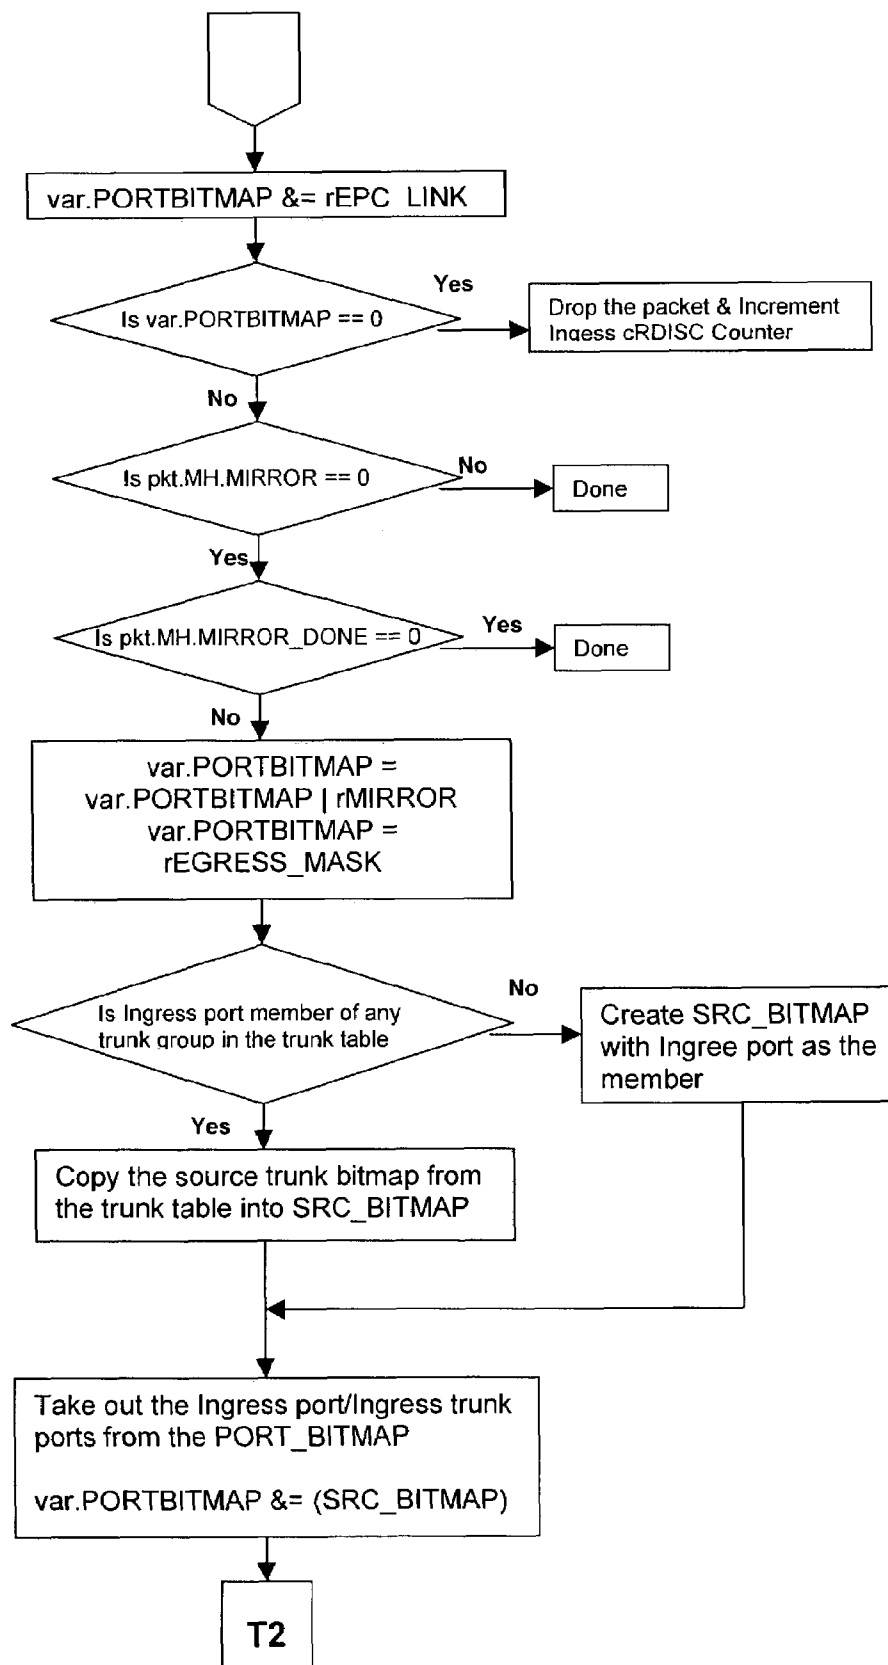 var.PORTBITMAP &= rEPC_LINK
Is var.PORTBITMAP == 0
Yes
Drop the packet & Increment
Ingess cRDISC Counter
No
Is pkt.MH.MIRROR == 0
No
Done
Yes
Is pkt.MH.MIRROR_DONE == 0
Yes
Done
No
var.PORTBITMAP =
var.PORTBITMAP | rMIRROR
var.PORTBITMAP =
rEGRESS_MASK
Is Ingress port member of any
trunk group in the trunk table
No
Create SRC_BITMAP
with Ingree port as the
member
Yes
Copy the source trunk bitmap from
the trunk table into SRC_BITMAP
Take out the Ingress port/Ingress trunk
ports from the PORT_BITMAP
var.PORTBITMAP &= (SRC_BITMAP)
T2